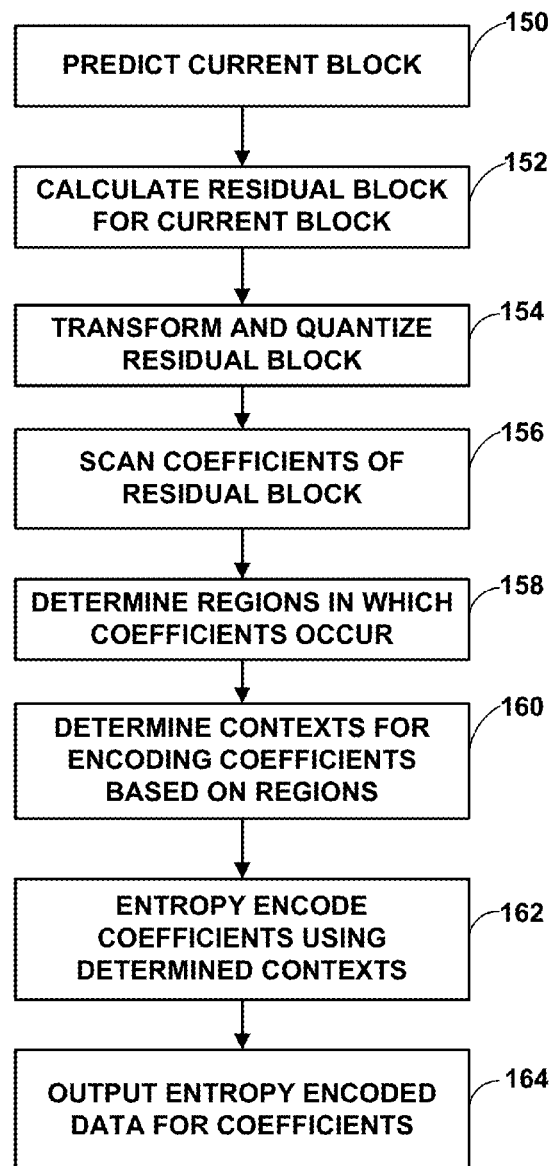 150
PREDICT CURRENT BLOCK
152
CALCULATE RESIDUAL BLOCK
FOR CURRENT BLOCK
154
TRANSFORM AND QUANTIZE
RESIDUAL BLOCK
156
SCAN COEFFICIENTS OF
RESIDUAL BLOCK
158
DETERMINE REGIONS IN WHICH
COEFFICIENTS OCCUR
160
DETERMINE CONTEXTS FOR
ENCODING COEFFICIENTS
BASED ON REGIONS
162
ENTROPY ENCODE
COEFFICIENTS USING
DETERMINED CONTEXTS
164
OUTPUT ENTROPY ENCODED
DATA FOR COEFFICIENTS